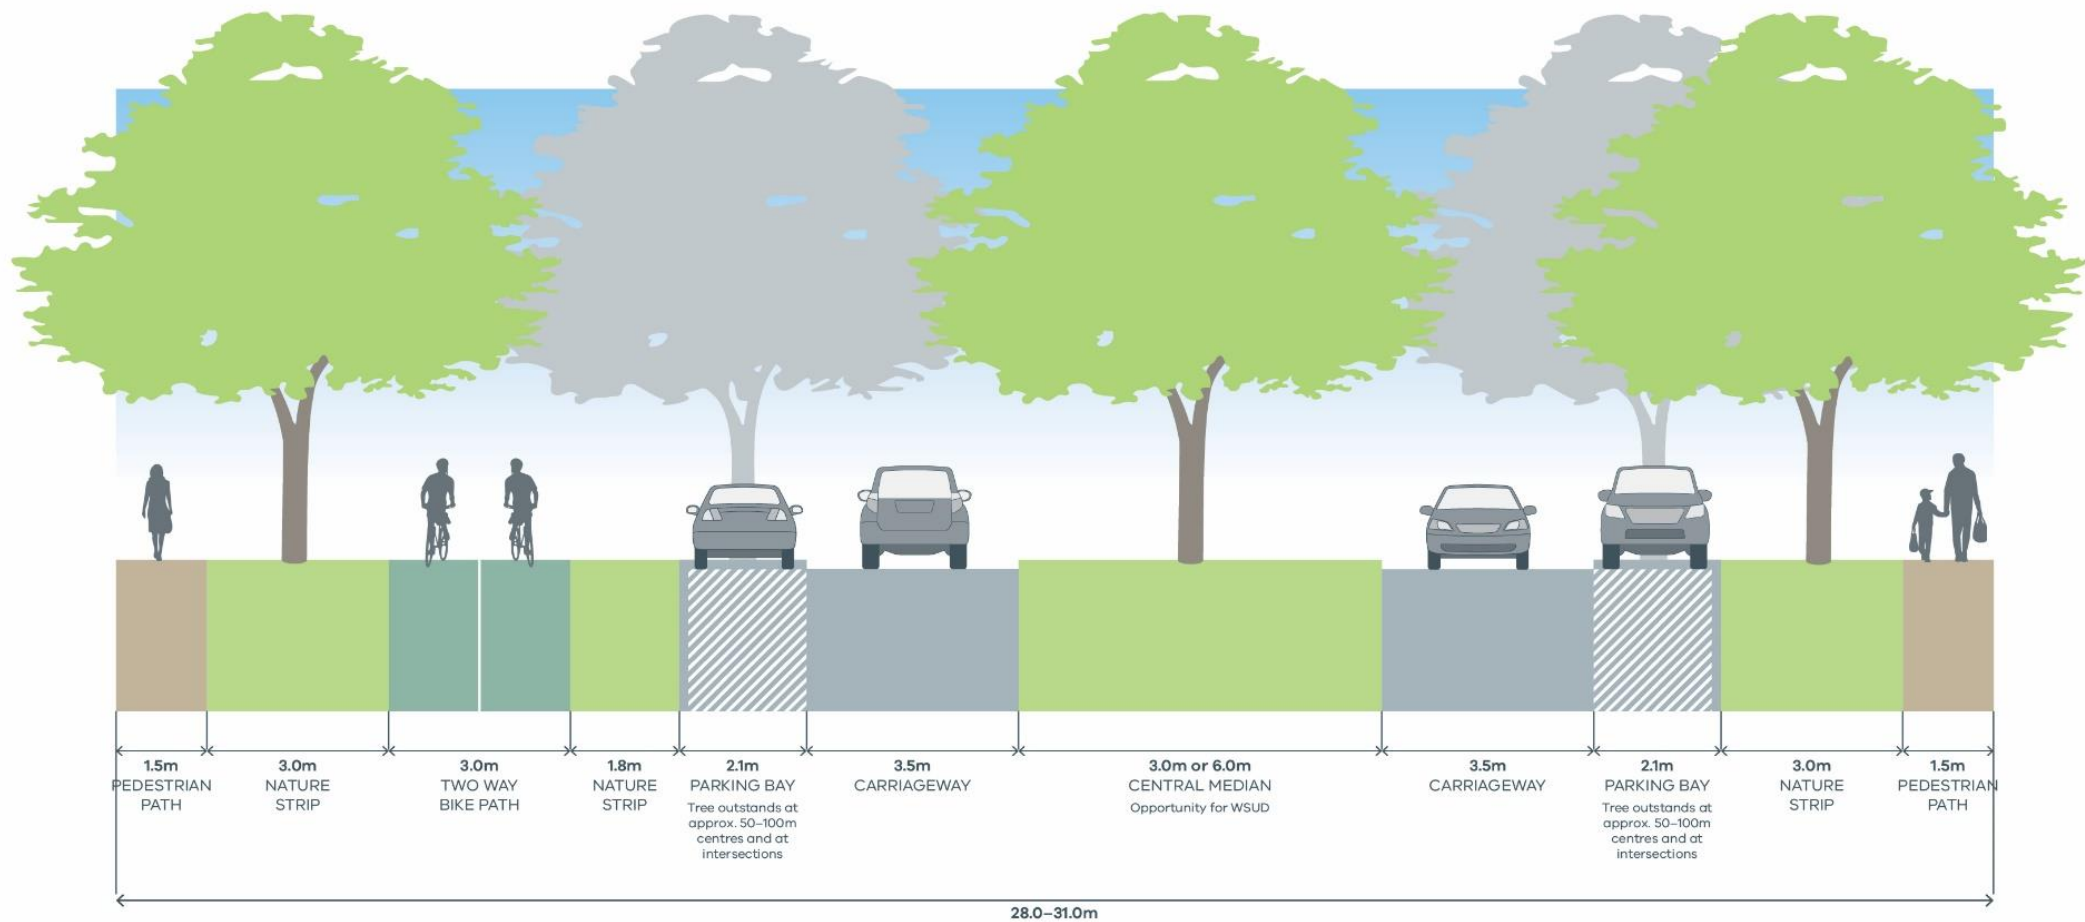 1.5m
PEDESTRIAN
PATH
3.0m
NATURE
STRIP
3.0m
TWO WAY
BIKE PATH
1.8m
NATURE
STRIP
2.1m
PARKING BAY
Tree outstands at
approx. 50–100m
centres and at
intersections
3.5m
CARRIAGEWAY
3.0m or 6.0m
CENTRAL MEDIAN
Opportunity for WSUD
3.5m
CARRIAGEWAY
2.1m
PARKING BAY
Tree outstands at
approx. 50–100m
centres and at
intersections
3.0m
NATURE
STRIP
1.5m
PEDESTRIAN
PATH
28.0–31.0m